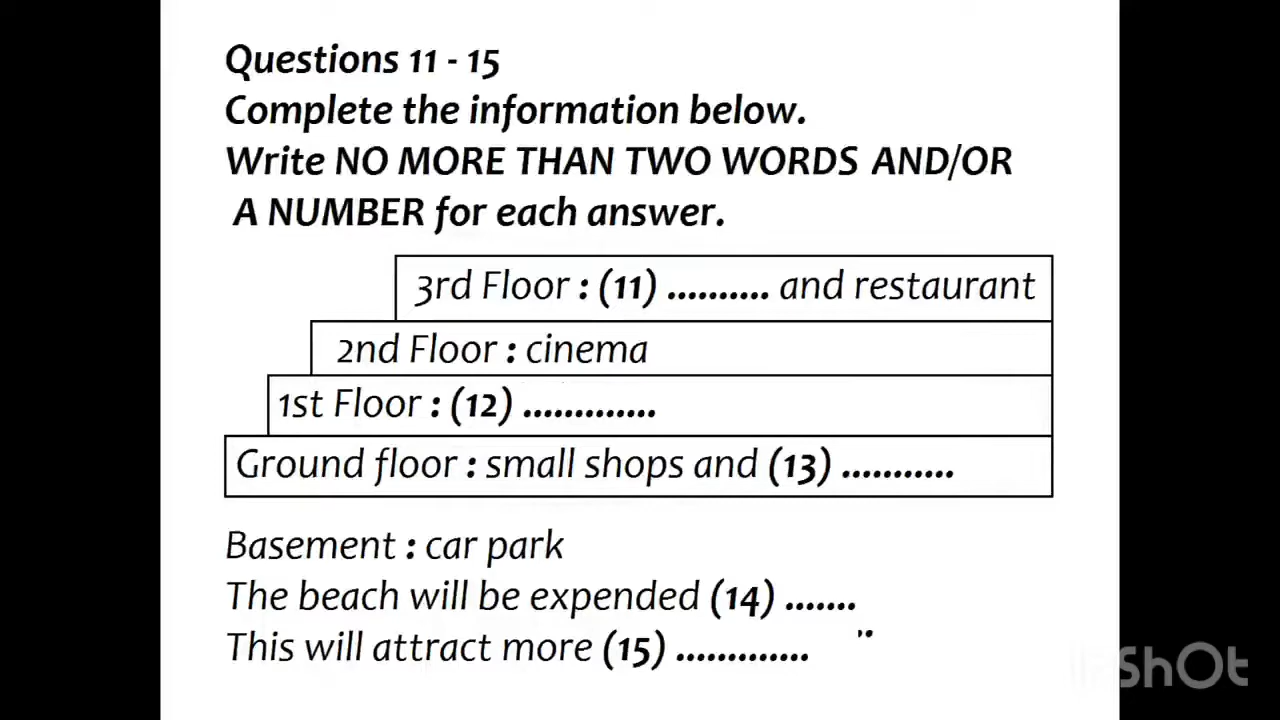 Questions 11 - 15
Complete the information below.
Write NO MORE THAN TWO WORDS AND/OR
A NUMBER for each answer.
3rd Floor : (11) .......... and restaurant
2nd Floor : cinema
1st Floor : (12) .............
Ground floor : small shops and (13) ...........
Basement : car park
The beach will be expended (14) .......
This will attract more (15) .............